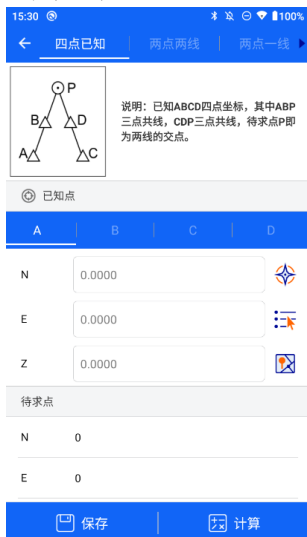 15:30 100%
四点已知 两点两线 两点一线
P
B D
A C
说明：已知ABCD四点坐标，其中ABP
三点共线，CDP三点共线，待求点P即
为两线的交点。
已知点
A B C D
N 0.0000
E 0.0000
Z 0.0000
待求点
N 0
E 0
保存 计算